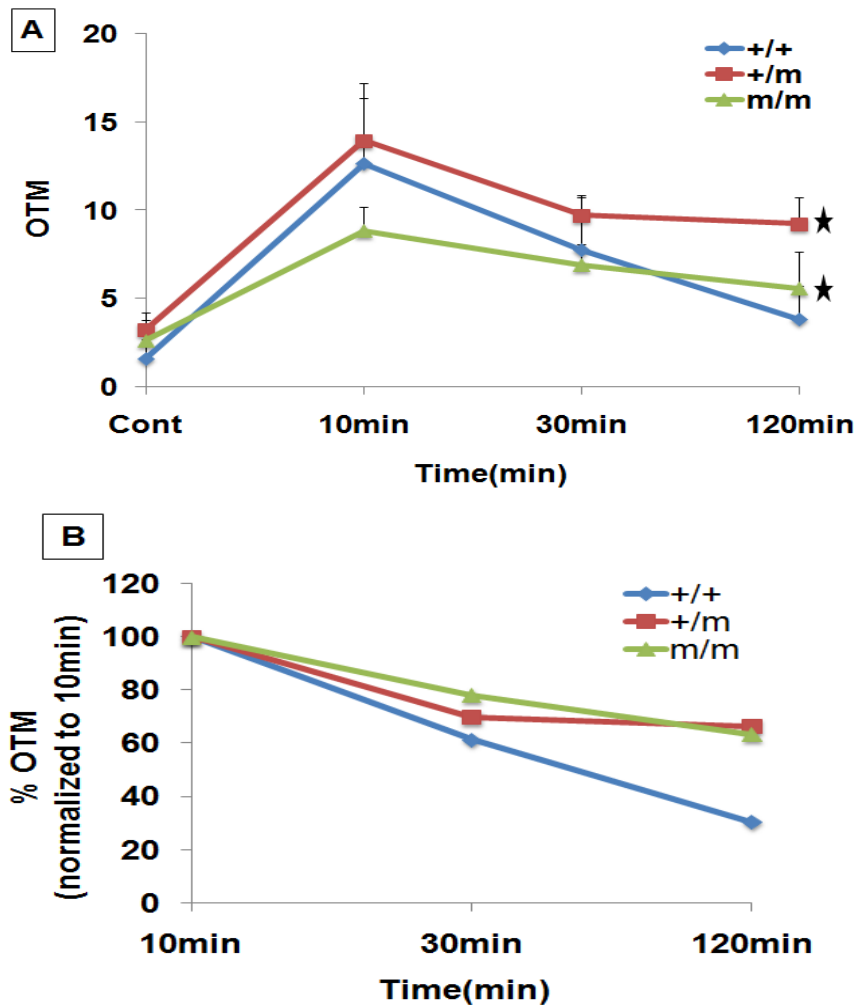 A
20
15
10
5
0
OTM
+/+
+/m
m/m
Cont 10min 30min 120min
Time(min)
B
120
100
80
60
40
20
0
% OTM
(normalized to 10min)
+/+
+/m
m/m
10min 30min 120min
Time(min)